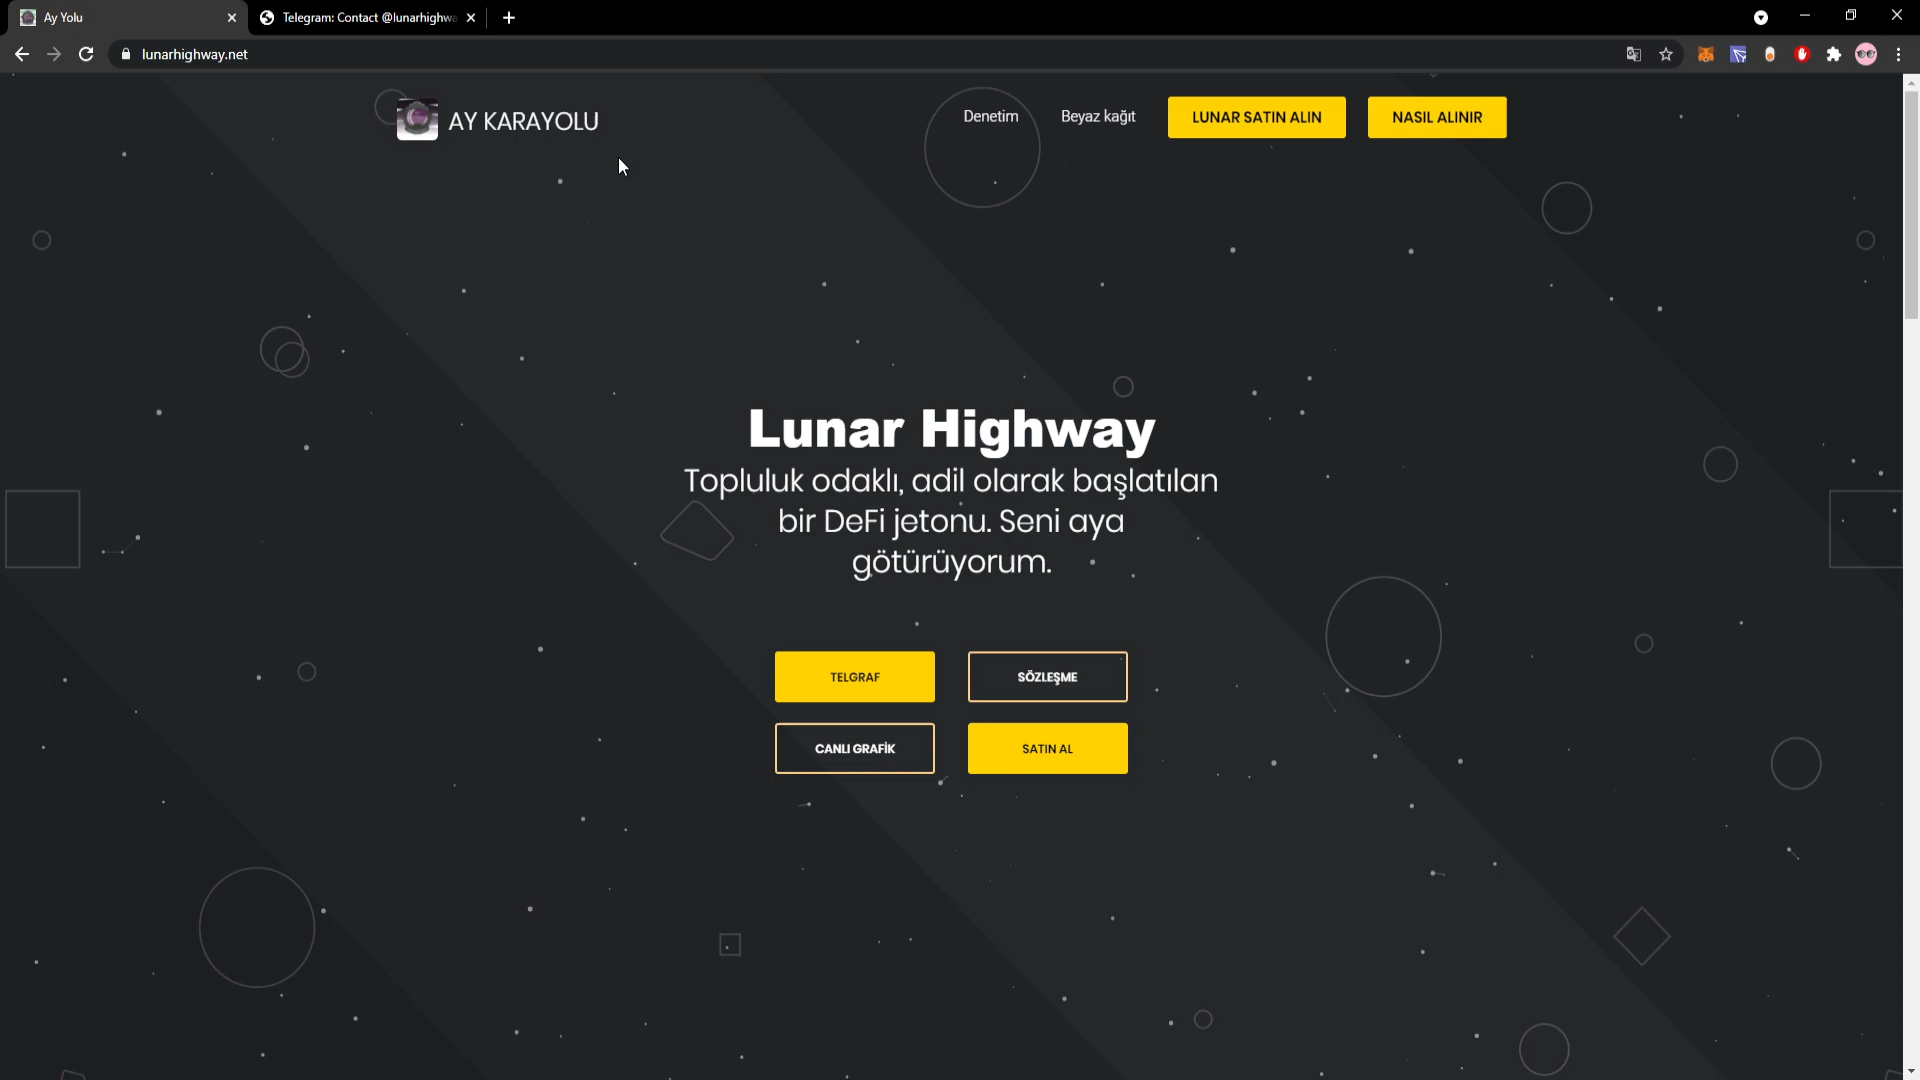 Ay Yolu
Telegram: Contact @lunarhighwa
lunarhighway.net
AY KARAYOLU
Denetim
Beyaz kağıt
LUNAR SATIN ALIN
NASIL ALINIR
Lunar Highway
Topluluk odaklı, adil olarak başlatılan
bir DeFi jetonu. Seni aya
götürüyorum.
TELGRAF
SÖZLEŞME
CANLI GRAFİK
SATIN AL